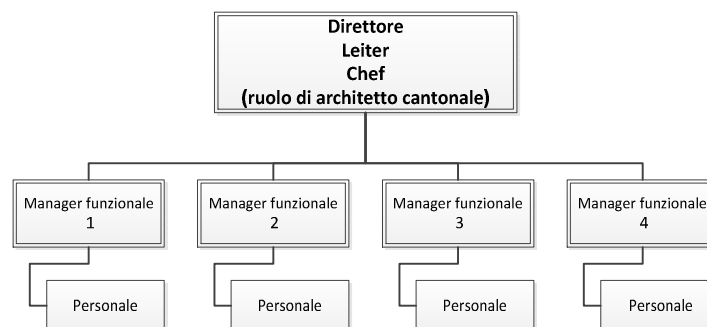 Direttore
Leiter
Chef
(ruolo di architetto cantonale)
Manager funzionale
1
Manager funzionale
2
Manager funzionale
3
Manager funzionale
4
Personale
Personale
Personale
Personale